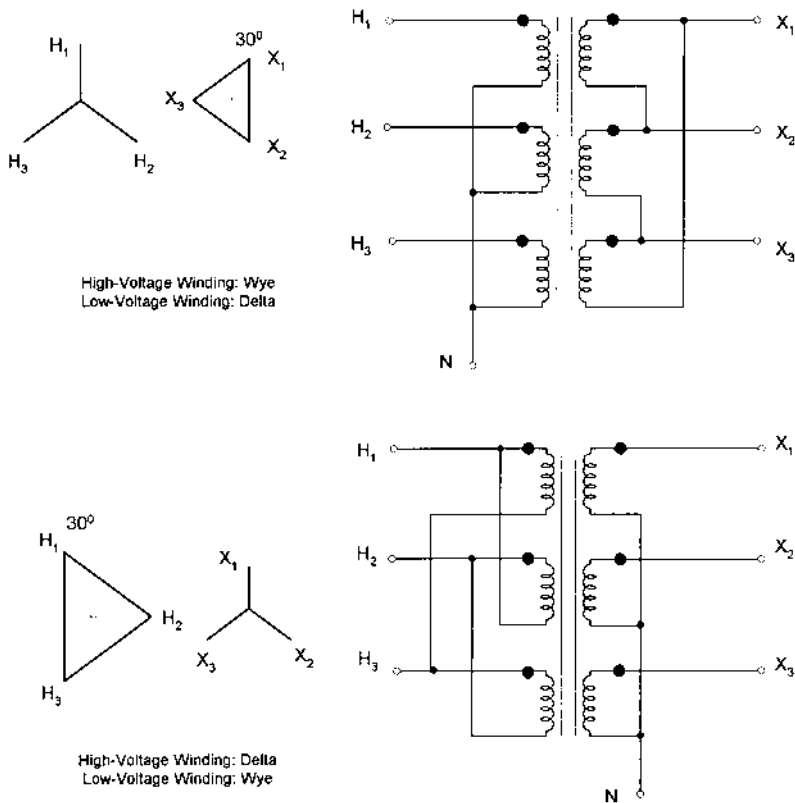 H1
30⁰
X1
X3
X2
H3
H2
High-Voltage Winding: Wye
Low-Voltage Winding: Delta
H1
X1
H2
X2
H3
X3
N
30⁰
H1
H2
H3
X1
X3
X2
High-Voltage Winding: Delta
Low-Voltage Winding: Wye
H1
X1
H2
X2
H3
X3
N